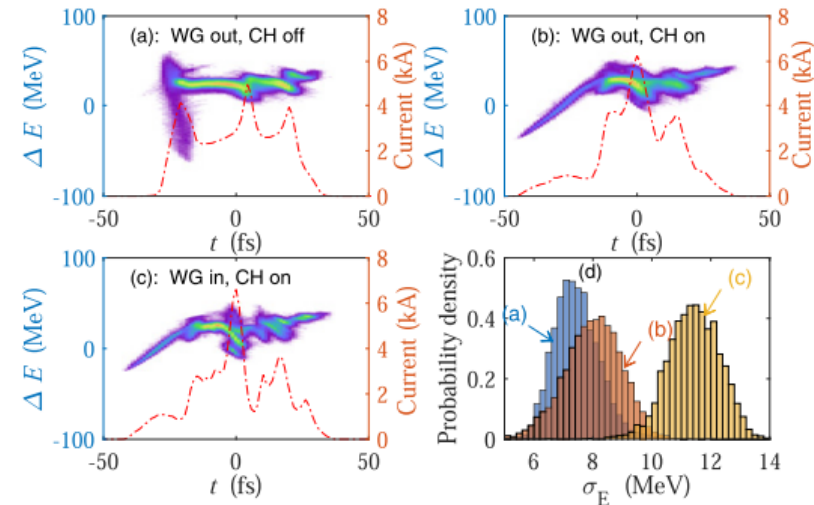 100
(a): WG out, CH off
8
6
4
2
0
0
-100
Δ E (MeV)
Current (kA)
-50
0
50
t (fs)
100
(b): WG out, CH on
8
6
4
2
0
0
-100
Δ E (MeV)
Current (kA)
-50
0
50
t (fs)
100
(c): WG in, CH on
8
6
4
2
0
0
-100
Δ E (MeV)
Current (kA)
-50
0
50
t (fs)
0.6
0.4
0.2
0
Probability density
(d)
(a)
(b)
(c)
6
8
10
12
14
σE (MeV)